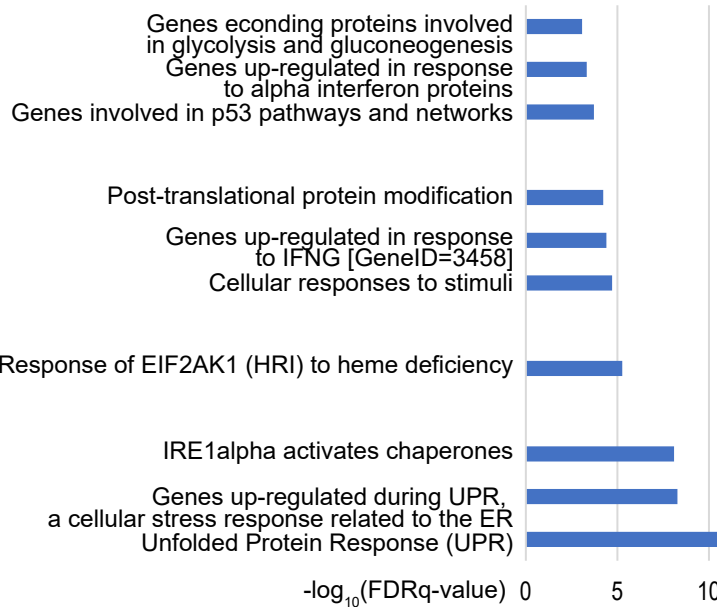 Genes econding proteins involved
in glycolysis and gluconeogenesis
Genes up-regulated in response
to alpha interferon proteins
Genes involved in p53 pathways and networks
Post-translational protein modification
Genes up-regulated in response
to IFNG [GeneID=3458]
Cellular responses to stimuli
Response of EIF2AK1 (HRI) to heme deficiency
IRE1alpha activates chaperones
Genes up-regulated during UPR,
a cellular stress response related to the ER
Unfolded Protein Response (UPR)
-log₁₀(FDRq-value) 0 5 10